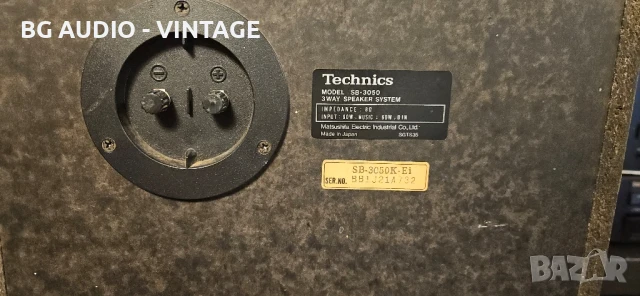 BG AUDIO - VINTAGE
Technics
MODEL SB-3050
3WAY SPEAKER SYSTEM
IMPEDANCE: 8Ω
Matsushita Electric Industrial Co., Ltd.
Made in Japan
SB-3050K-E1
SER.NO.
BAZAR